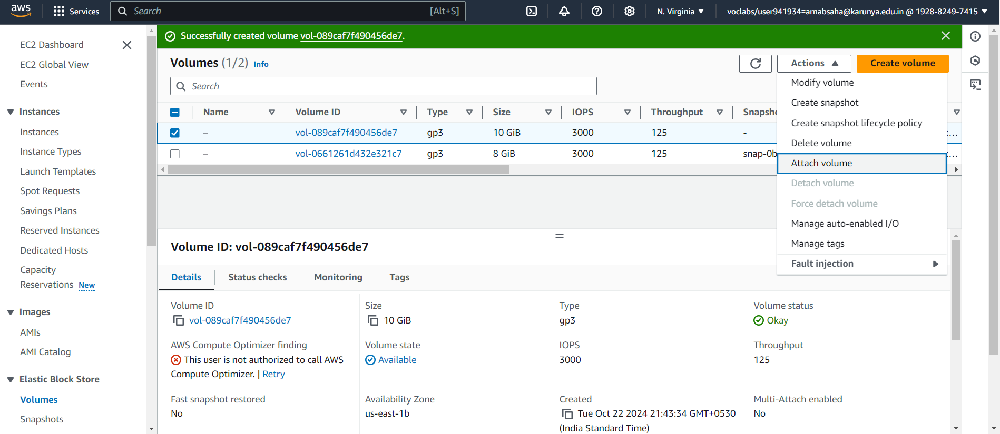 aws Services Search [Alt+S] N. Virginia voclabs/user941934=arnabsaha@karunya.edu.in @ 1928-8249-7415
EC2 Dashboard
EC2 Global View
Events
Instances
Instances
Instance Types
Launch Templates
Spot Requests
Savings Plans
Reserved Instances
Dedicated Hosts
Capacity
Reservations New
Images
AMIs
AMI Catalog
Elastic Block Store
Volumes
Snapshots
Successfully created volume vol-089caf7f490456de7.
Volumes (1/2) Info
Actions Create volume
Search
Name Volume ID Type Size IOPS Throughput Snapsh
– vol-089caf7f490456de7 gp3 10 GiB 3000 125 - :...
– vol-0661261d432e321c7 gp3 8 GiB 3000 125 snap-0b :...
Modify volume
Create snapshot
Create snapshot lifecycle policy
Delete volume
Attach volume
Detach volume
Force detach volume
Manage auto-enabled I/O
Manage tags
Fault injection
Volume ID: vol-089caf7f490456de7
Details Status checks Monitoring Tags
Volume ID
vol-089caf7f490456de7
Size
10 GiB
Type
gp3
Volume status
Okay
AWS Compute Optimizer finding
This user is not authorized to call AWS
Compute Optimizer. | Retry
Volume state
Available
IOPS
3000
Throughput
125
Fast snapshot restored
No
Availability Zone
us-east-1b
Created
Tue Oct 22 2024 21:43:34 GMT+0530
(India Standard Time)
Multi-Attach enabled
No